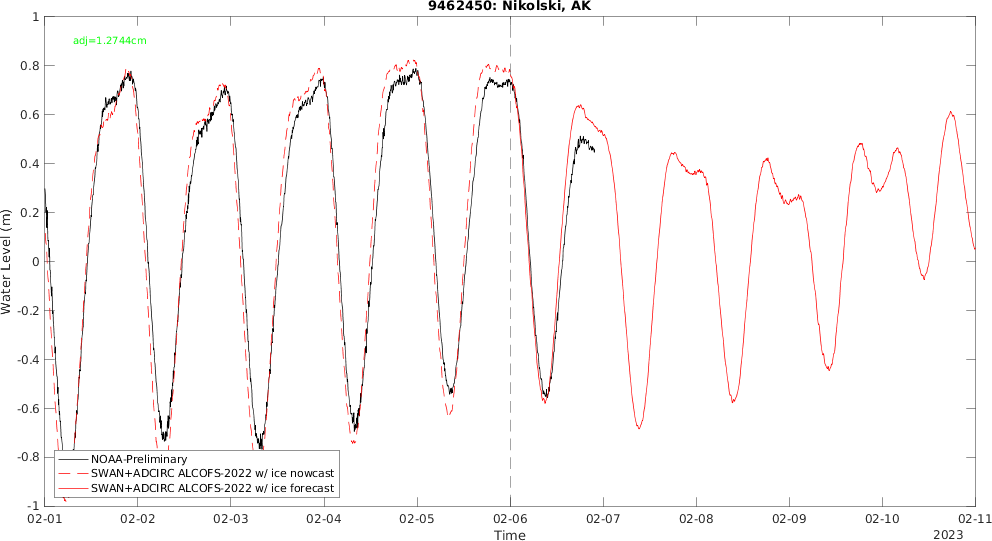 9462450: Nikolski, AK
adj=1.2744cm
1
0.8
0.6
0.4
0.2
0
-0.2
-0.4
-0.6
-0.8
-1
Water Level (m)
NOAA-Preliminary
SWAN+ADCIRC ALCOFS-2022 w/ ice nowcast
SWAN+ADCIRC ALCOFS-2022 w/ ice forecast
02-01 02-02 02-03 02-04 02-05 02-06 02-07 02-08 02-09 02-10 02-11
Time
2023